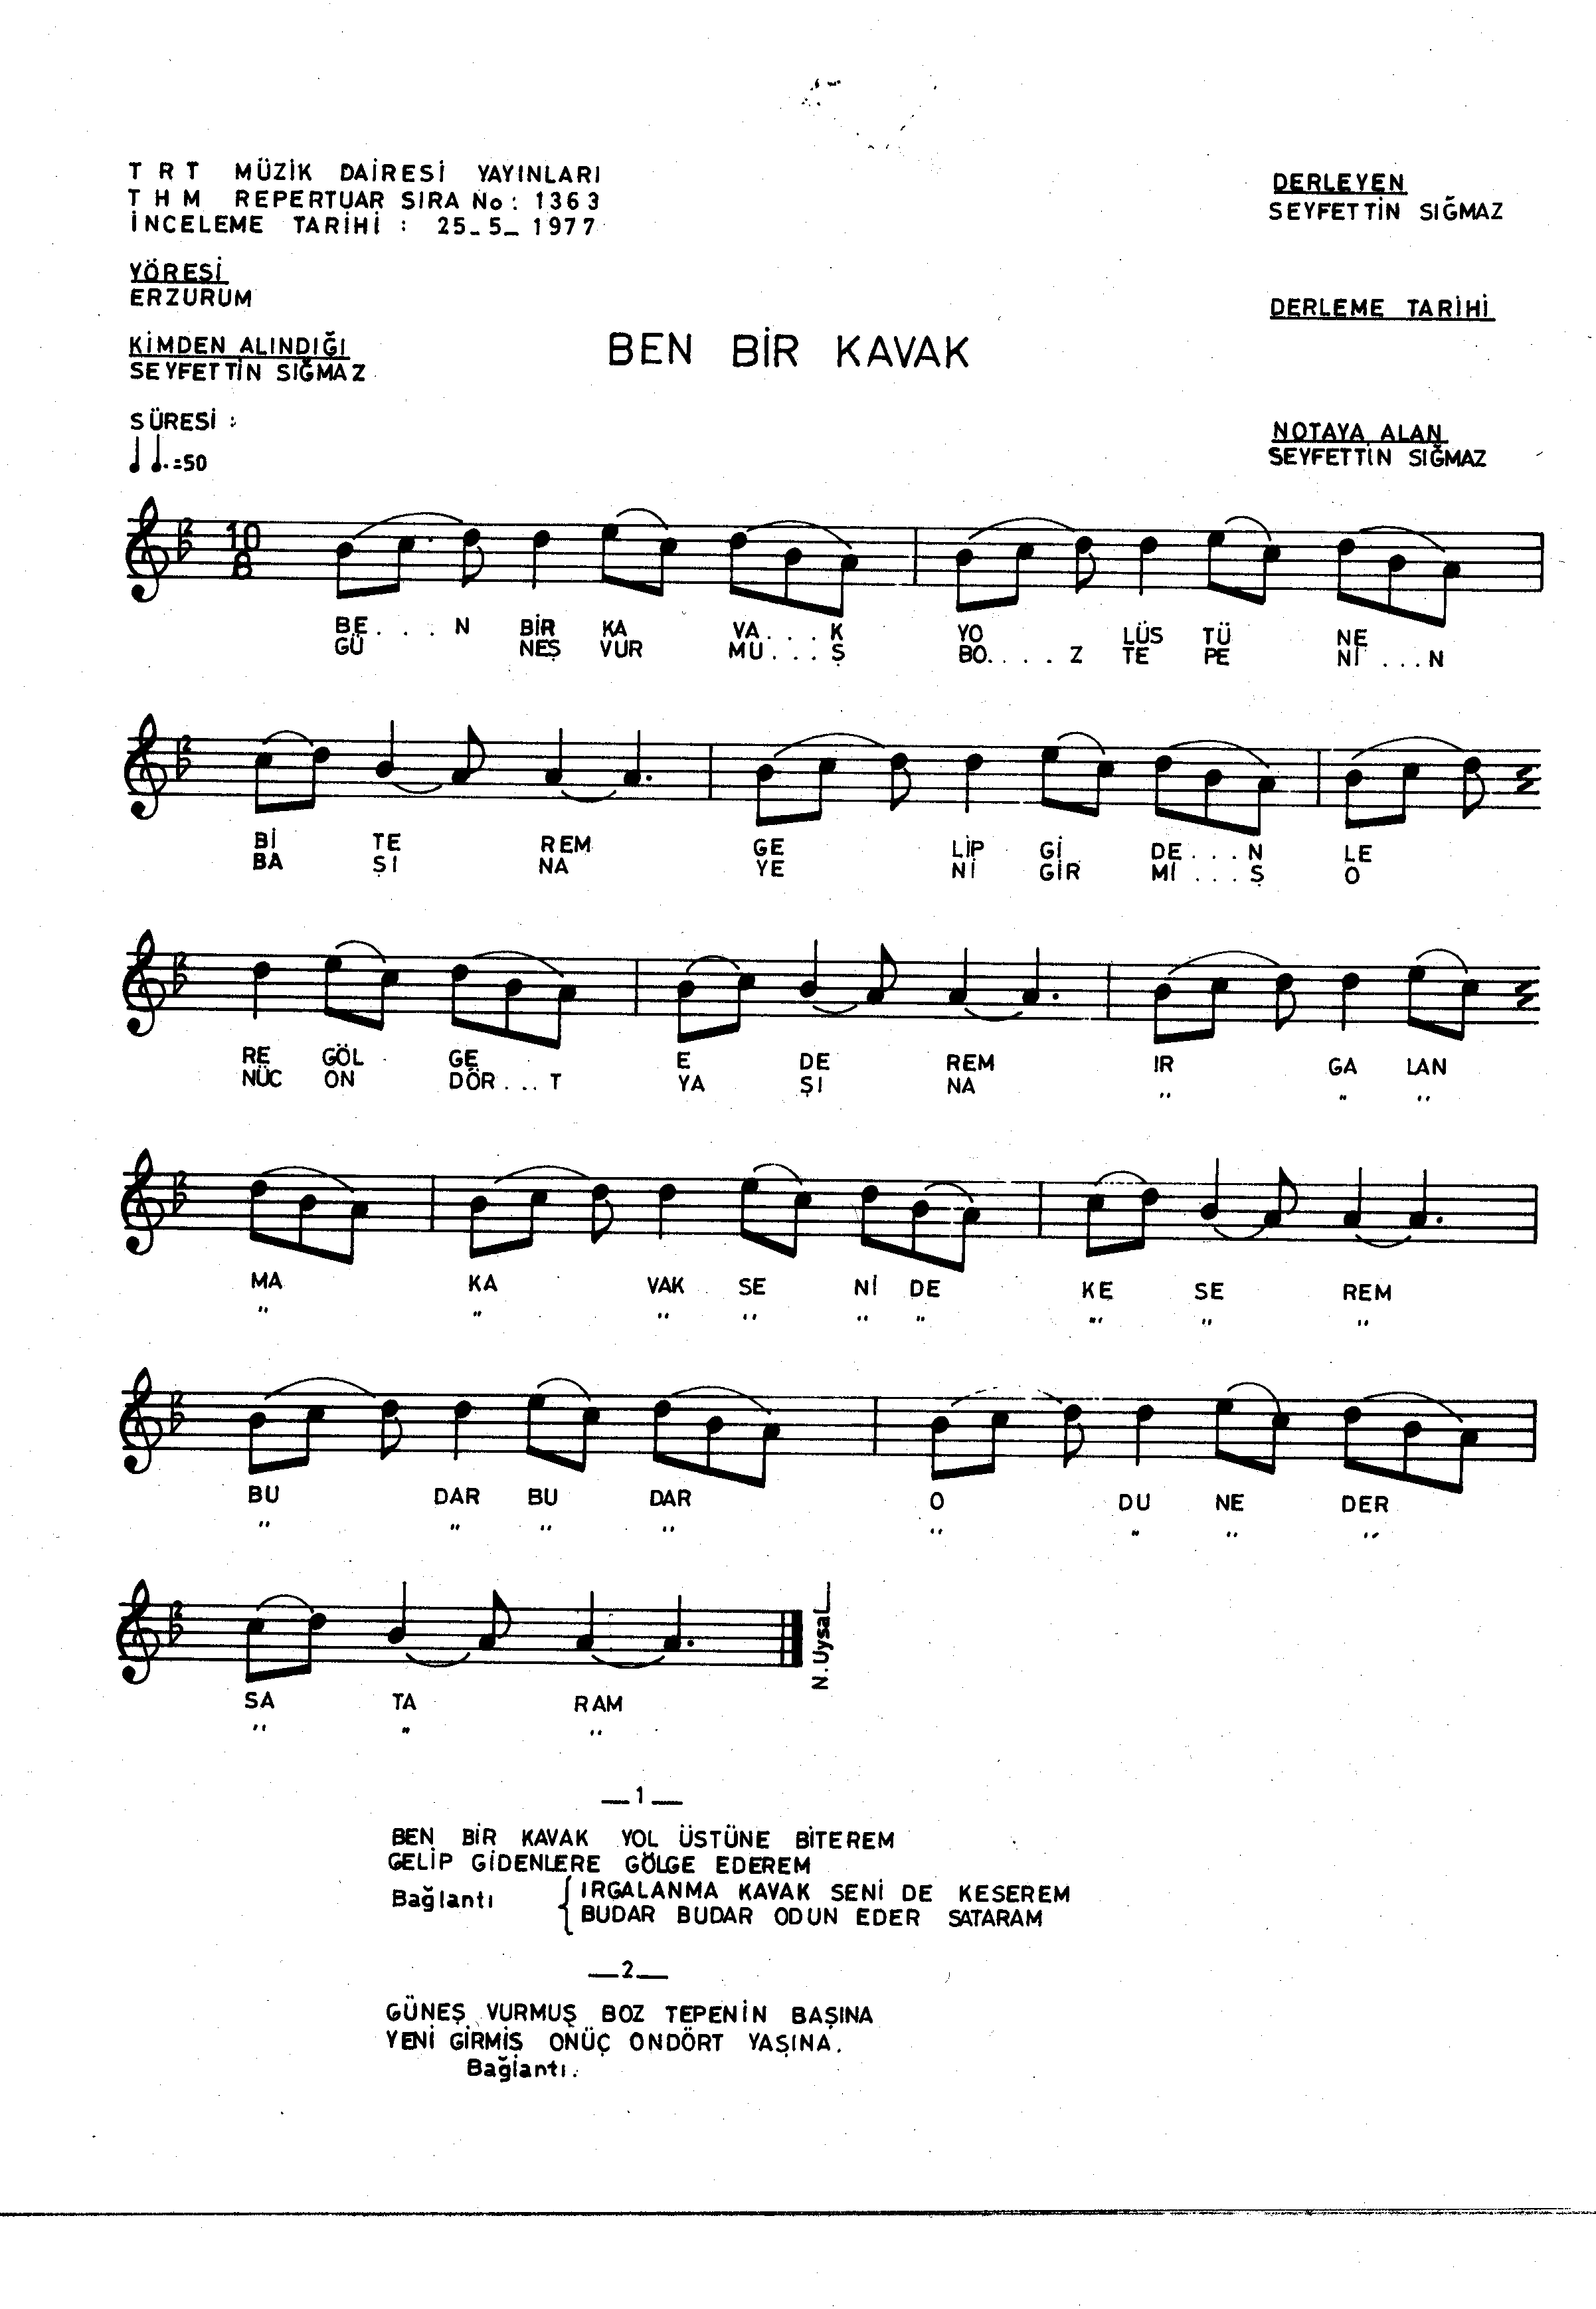 T R T MÜZİK DAİRESİ YAYINLARI
T H M REPERTUAR SIRA No : 1363
İNCELEME TARİHİ : 25_5_1977
DERLEYEN
SEYFETTİN SIĞMAZ
YÖRESİ
ERZURUM
DERLEME TARİHİ
KİMDEN ALINDIĞI
SEYFETTİN SIĞMAZ
BEN BİR KAVAK
SÜRESİ :
NOTAYA ALAN
SEYFETTİN SIĞMAZ
=50
10
8
BE . . . N BİR KA VA . . . K YO LÜS TÜ NE
GÜ NEŞ VUR MU . . . Ş BO . . . . Z TE PE Nİ . . . N
Bİ TE REM GE LİP Gİ DE . . . N LE
BA ŞI NA YE Nİ GİR Mİ . . . Ş O
RE GÖL GE E DE REM IR GA LAN
NÜC ON DÖR . . . T YA ŞI NA ,, ,, ,,
MA KA VAK SE Nİ DE KE SE REM
,, ,, ,, ,, ,, ,, ,, ,, ,,
BU DAR BU DAR O DU NE DER
,, ,, ,, ,, ,, ,, ,, ,,
N. Uysal
SA TA RAM
,, ,, ,,
_1_
BEN BİR KAVAK YOL ÜSTÜNE BİTEREM
GELİP GİDENLERE GÖLGE EDEREM
Bağlantı { IRGALANMA KAVAK SENİ DE KESEREM
BUDAR BUDAR ODUN EDER SATARAM
_2_
GÜNEŞ VURMUŞ BOZ TEPENİN BAŞINA
YENİ GİRMİŞ ONÜÇ ONDÖRT YAŞINA.
Bağlantı.